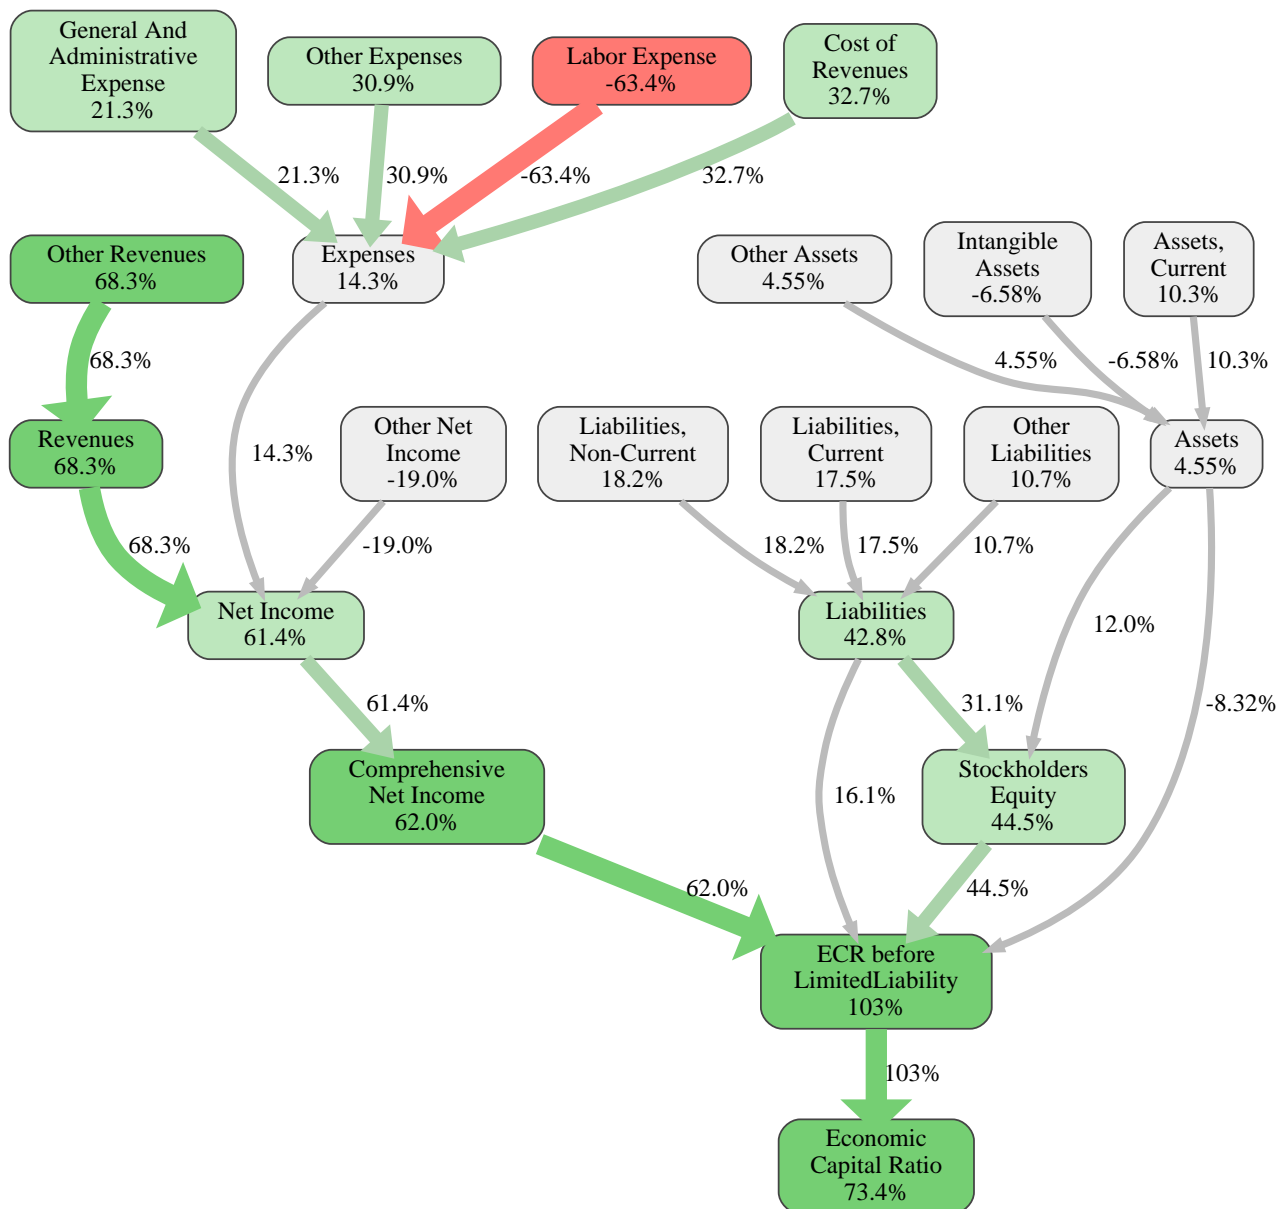 General And
Administrative
Expense
21.3%
Other Expenses
30.9%
Labor Expense
-63.4%
Cost of
Revenues
32.7%
21.3%
30.9%
-63.4%
32.7%
Other Revenues
68.3%
Expenses
14.3%
Other Assets
4.55%
Intangible
Assets
-6.58%
Assets,
Current
10.3%
68.3%
4.55%
-6.58%
10.3%
Revenues
68.3%
14.3%
Other Net
Income
-19.0%
Liabilities,
Non-Current
18.2%
Liabilities,
Current
17.5%
Other
Liabilities
10.7%
Assets
4.55%
68.3%
-19.0%
18.2%
17.5%
10.7%
Net Income
61.4%
Liabilities
42.8%
12.0%
61.4%
31.1%
-8.32%
Comprehensive
Net Income
62.0%
16.1%
Stockholders
Equity
44.5%
62.0%
44.5%
ECR before
LimitedLiability
103%
103%
Economic
Capital Ratio
73.4%